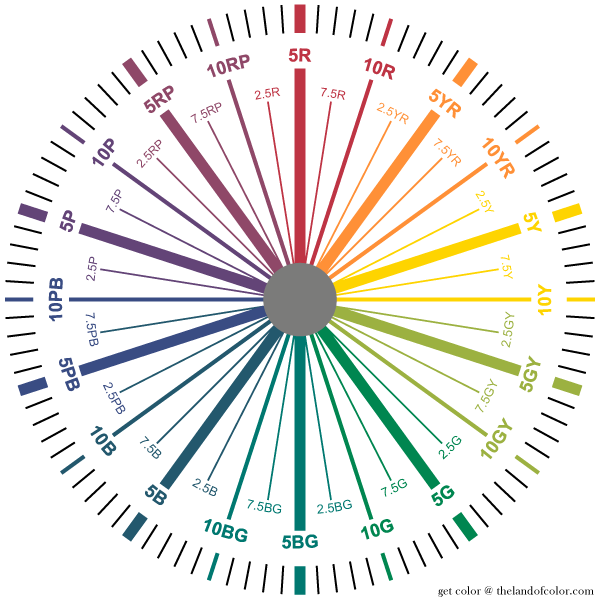 5R
7.5R
10R
2.5YR
5YR
7.5YR
10YR
2.5Y
5Y
7.5Y
10Y
2.5GY
5GY
7.5GY
10GY
2.5G
5G
7.5G
10G
2.5BG
5BG
7.5BG
10BG
2.5B
5B
7.5B
10B
2.5PB
5PB
7.5PB
10PB
2.5P
5P
7.5P
10P
2.5RP
5RP
7.5RP
10RP
2.5R
get color @ thelandofcolor.com